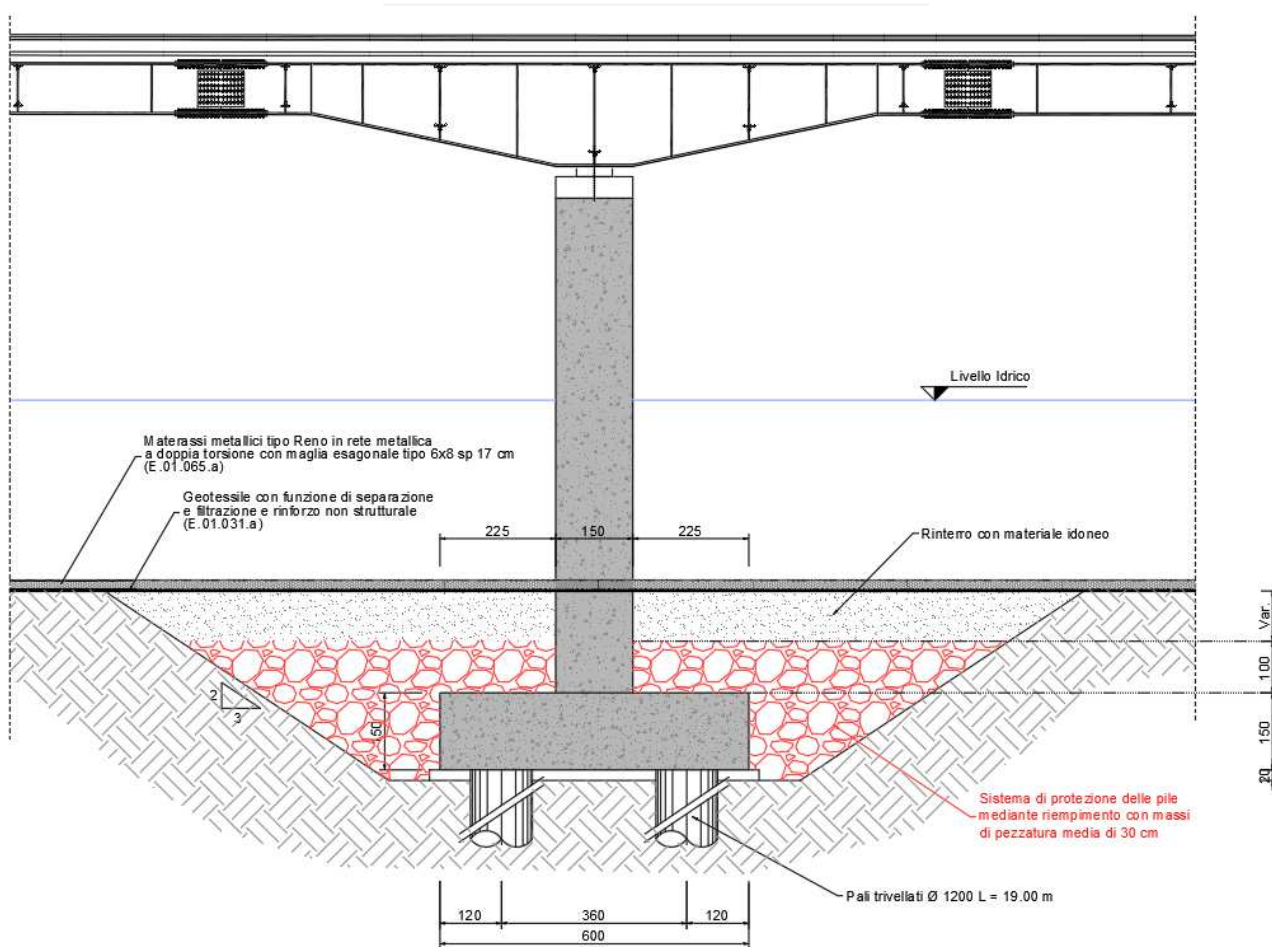 Livello Idrico
Materassi metallici tipo Reno in rete metallica
a doppia torsione con maglia esagonale tipo 6x8 sp 17 cm
(E.01.065.a)
Geotessile con funzione di separazione
e filtrazione e rinforzo non strutturale
(E.01.031.a)
225
150
225
Rinterro con materiale idoneo
Var.
100
150
20
2
3
150
Sistema di protezione delle pile
mediante riempimento con massi
di pezzatura media di 30 cm
Pali trivellati Ø 1200 L = 19.00 m
120
360
120
600